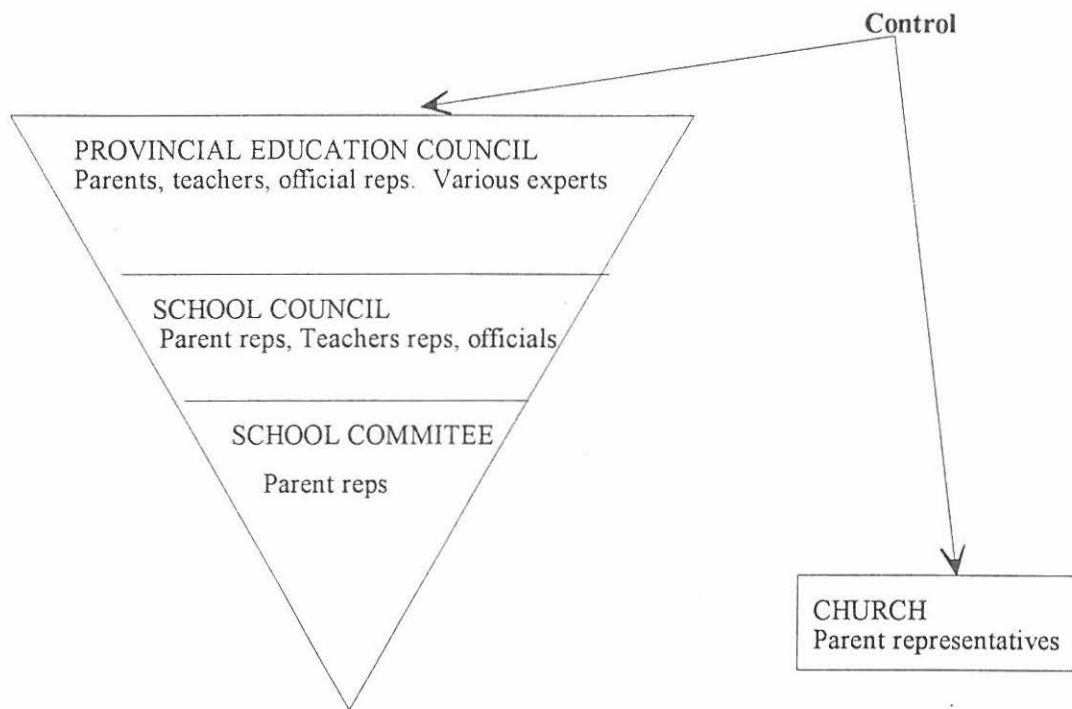 Control
PROVINCIAL EDUCATION COUNCIL
Parents, teachers, official reps. Various experts
SCHOOL COUNCIL
Parent reps, Teachers reps, officials
SCHOOL COMMITEE
Parent reps
CHURCH
Parent representatives